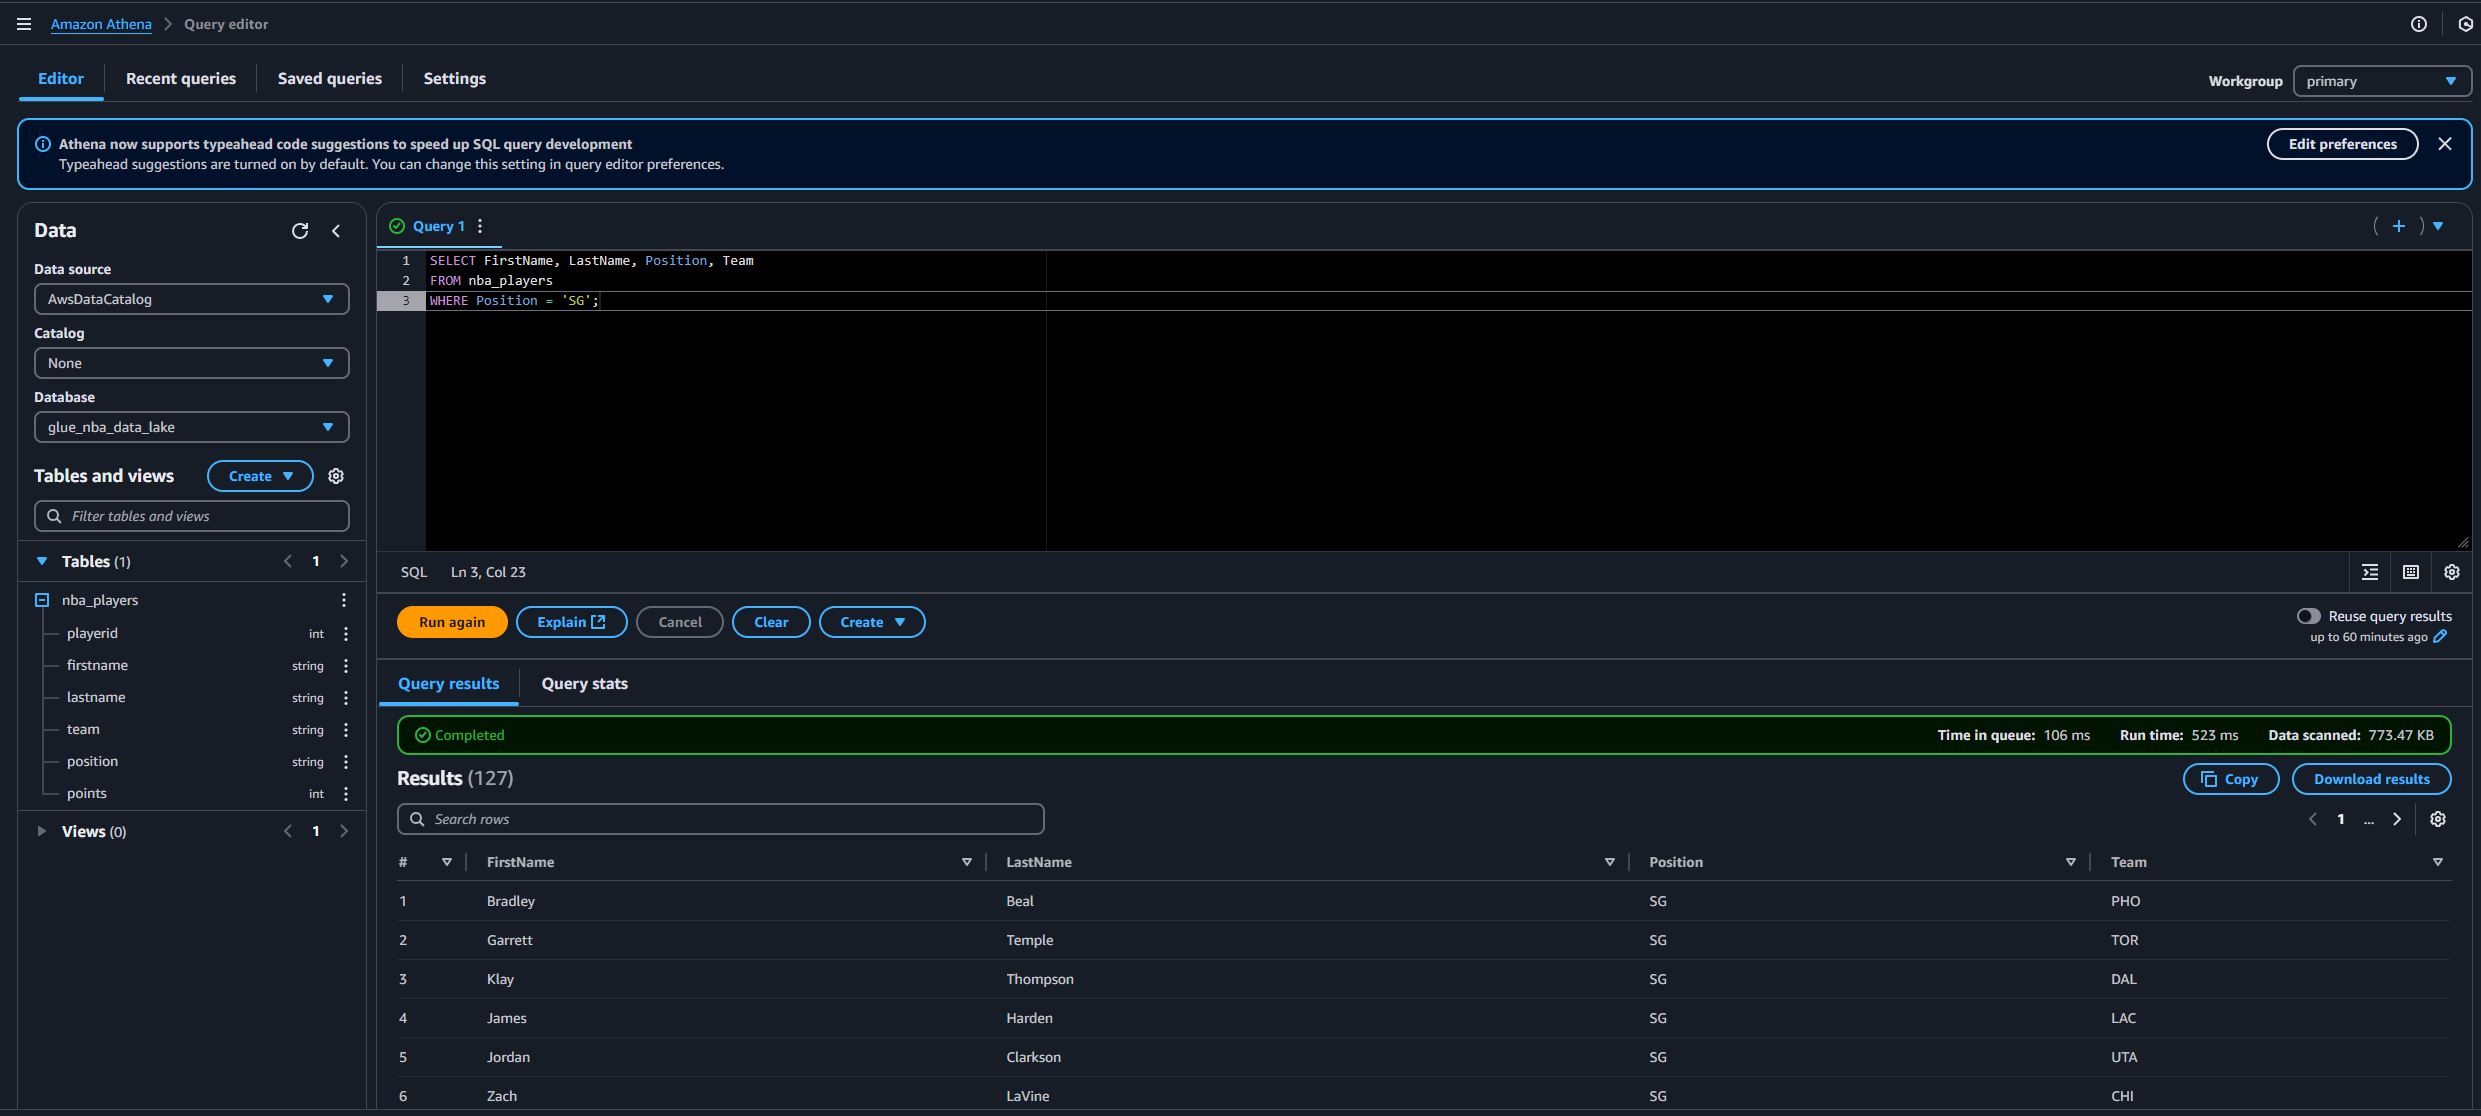 Amazon Athena > Query editor
Editor Recent queries Saved queries Settings
Workgroup primary
Athena now supports typeahead code suggestions to speed up SQL query development
Typeahead suggestions are turned on by default. You can change this setting in query editor preferences.
Edit preferences
Data
Data source
AwsDataCatalog
Catalog
None
Database
glue_nba_data_lake
Tables and views Create
Filter tables and views
Tables (1) < 1 >
nba_players
playerid int
firstname string
lastname string
team string
position string
points int
Views (0) < 1 >
Query 1
1 SELECT FirstName, LastName, Position, Team
2 FROM nba_players
3 WHERE Position = 'SG';
SQL Ln 3, Col 23
Run again Explain Cancel Clear Create
Reuse query results
up to 60 minutes ago
Query results Query stats
Completed Time in queue: 106 ms Run time: 523 ms Data scanned: 773.47 KB
Results (127) Copy Download results
Search rows < 1 ... >
# FirstName LastName Position Team
1 Bradley Beal SG PHO
2 Garrett Temple SG TOR
3 Klay Thompson SG DAL
4 James Harden SG LAC
5 Jordan Clarkson SG UTA
6 Zach LaVine SG CHI